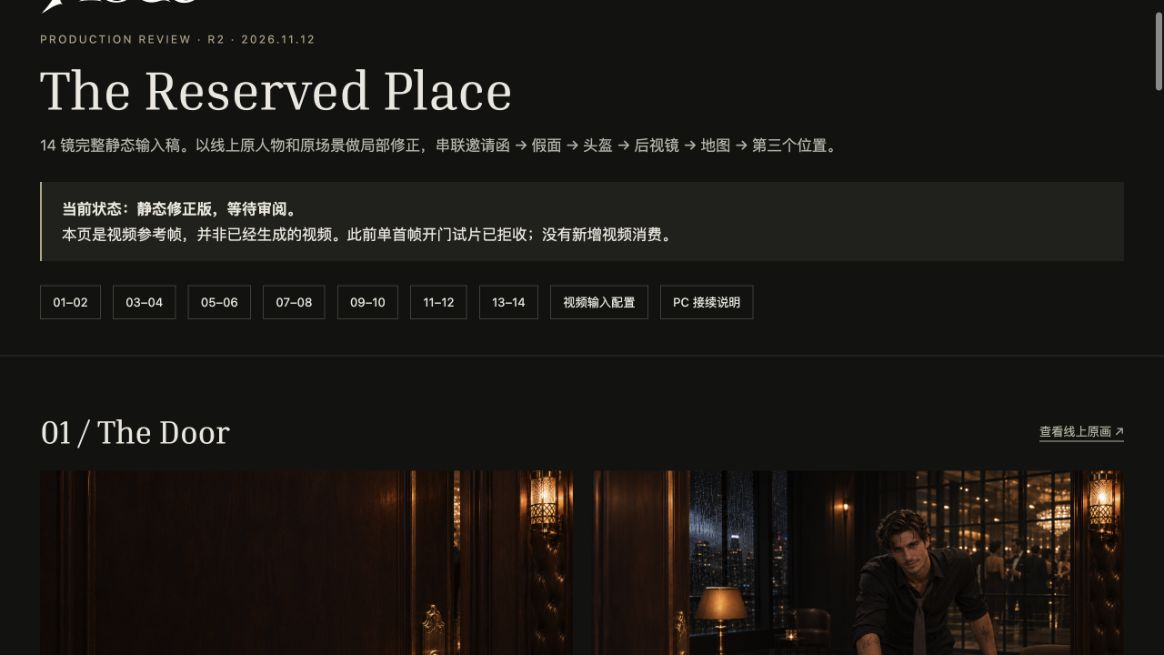 PRODUCTION REVIEW · R2 · 2026.11.12
The Reserved Place
14 镜完整静态输入稿。以线上原人物和原场景做局部修正，串联邀请函 → 假面 → 头盔 → 后视镜 → 地图 → 第三个位置。
当前状态：静态修正版，等待审阅。
本页是视频参考帧，并非已经生成的视频。此前单首帧开门试片已拒收；没有新增视频消费。
01–02
03–04
05–06
07–08
09–10
11–12
13–14
视频输入配置
PC 接续说明
01 / The Door
查看线上原画 ↗